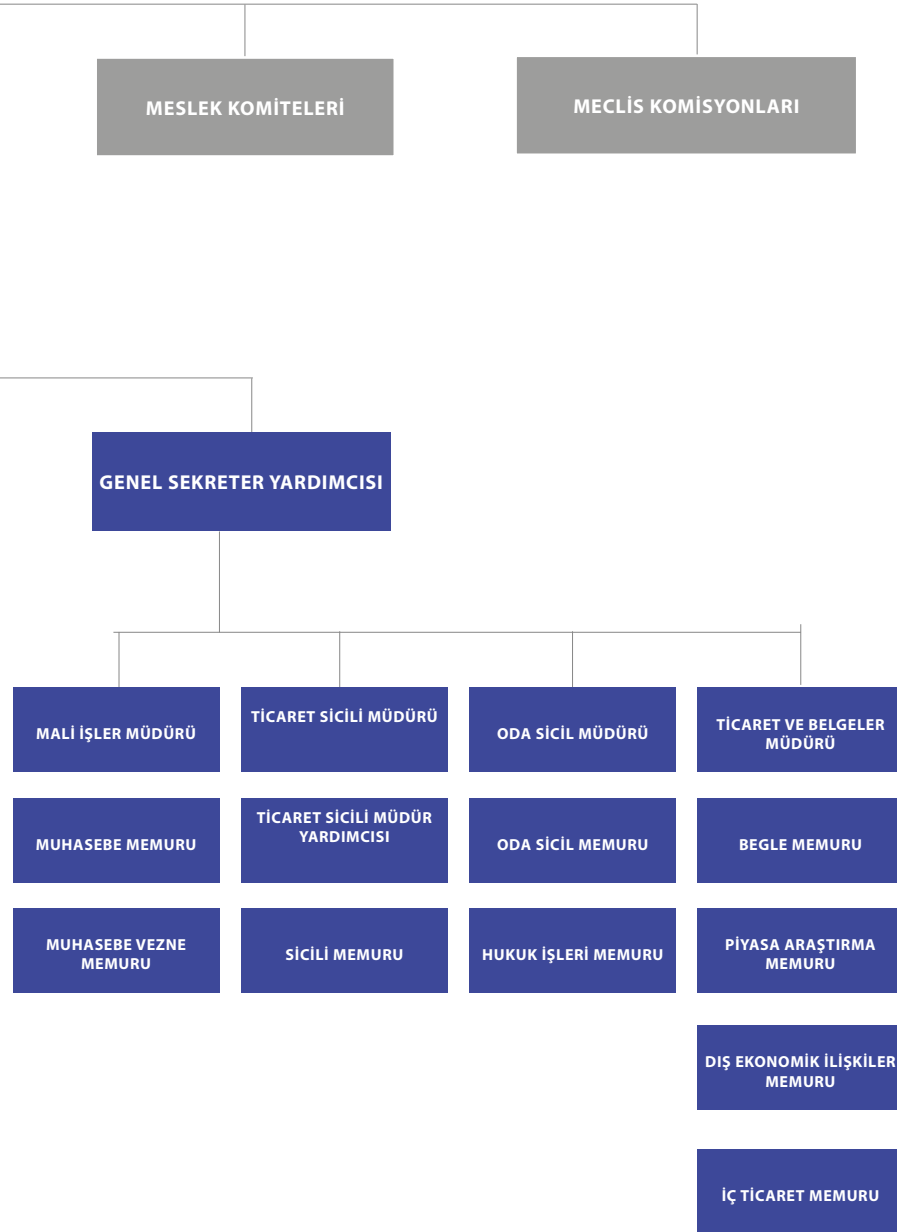 MESLEK KOMİTELERİ
MECLİS KOMİSYONLARI
GENEL SEKRETER YARDIMCISI
MALİ İŞLER MÜDÜRÜ
TİCARET SİCİLİ MÜDÜRÜ
ODA SİCİL MÜDÜRÜ
TİCARET VE BELGELER
MÜDÜRÜ
MUHASEBE MEMURU
TİCARET SİCİLİ MÜDÜR
YARDIMCISI
ODA SİCİL MEMURU
BEGLE MEMURU
MUHASEBE VEZNE
MEMURU
SİCİLİ MEMURU
HUKUK İŞLERİ MEMURU
PİYASA ARAŞTIRMA
MEMURU
DIŞ EKONOMİK İLİŞKİLER
MEMURU
İÇ TİCARET MEMURU